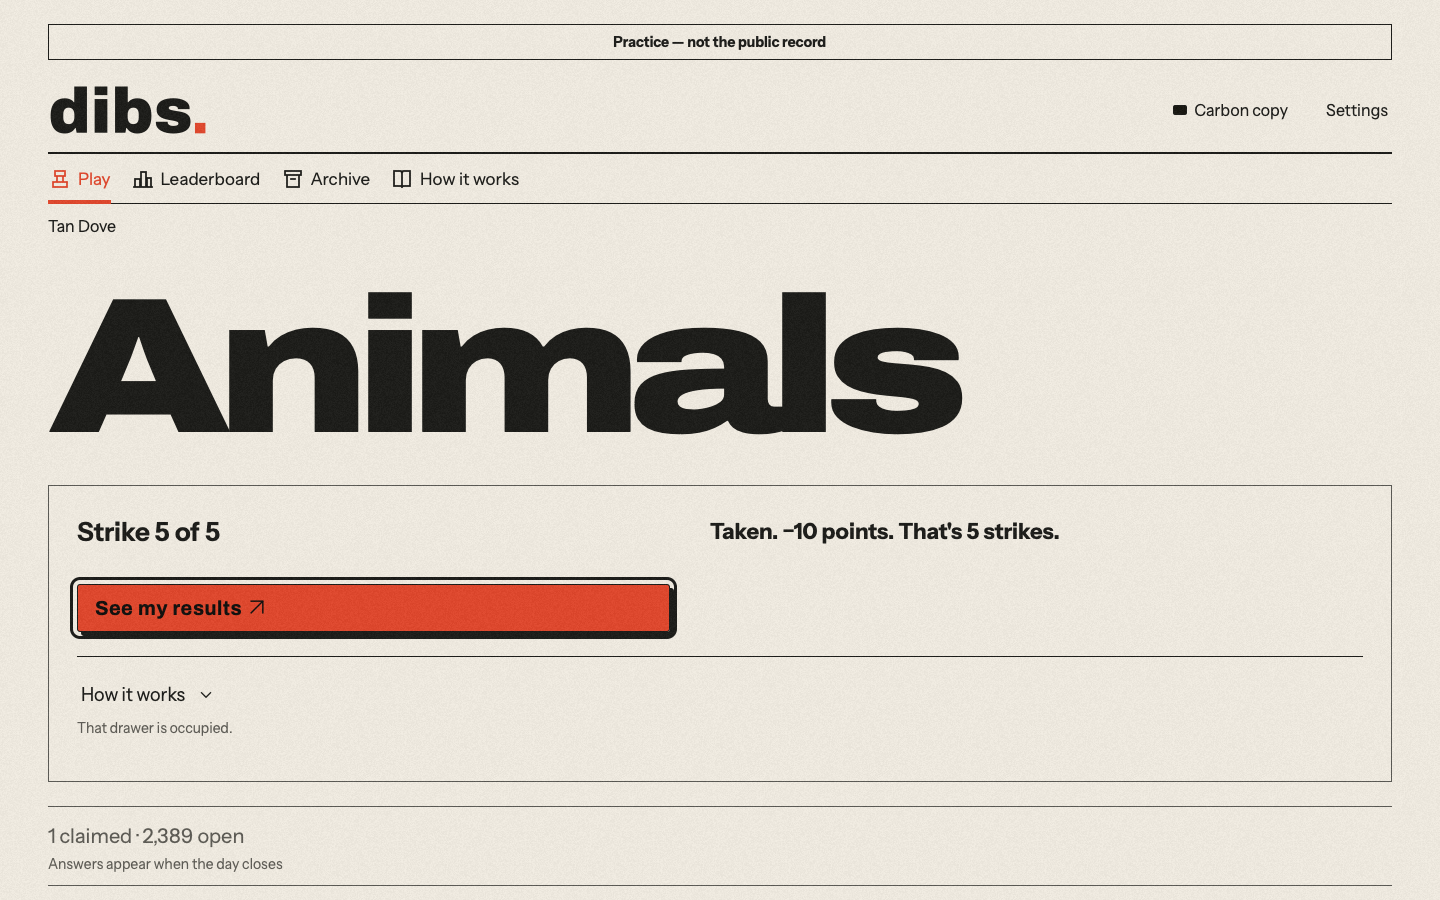 Practice — not the public record
dibs.
Carbon copy
Settings
Play
Leaderboard
Archive
How it works
Tan Dove
Animals
Strike 5 of 5
Taken. −10 points. That's 5 strikes.
See my results
How it works
That drawer is occupied.
1 claimed · 2,389 open
Answers appear when the day closes